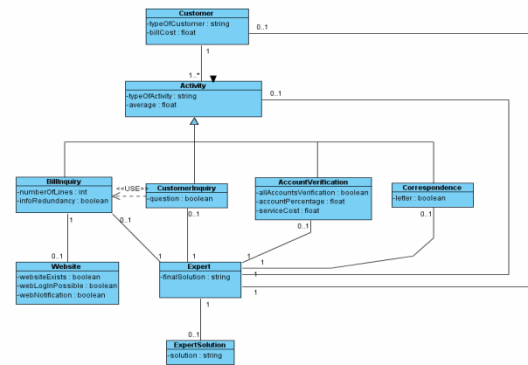 Customer
-typeOfCustomer : string
-billCost : float
0..1
1
1..*
Activity
-typeOfActivity : string
-average : float
0..1
BillInquiry
-numberOfLines : int
-infoRedundancy : boolean
<<USE>>
CustomerInquiry
-question : boolean
AccountVerification
-allAccountsVerification : boolean
-accountPercentage : float
-serviceCost : float
Correspondence
-letter : boolean
1
0..1
0..1
0..1
0..1
0..1
1
1
1
1
1
1
Website
-websiteExists : boolean
-webLogInPossible : boolean
-webNotification : boolean
Expert
-finalSolution : string
1
0..1
ExpertSolution
-solution : string